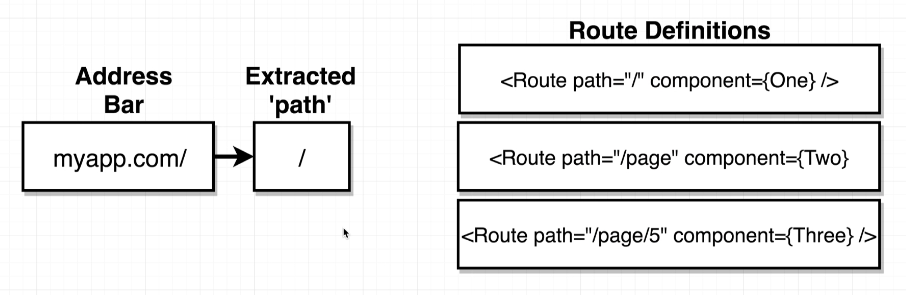 Address
Bar
myapp.com/
Extracted
'path'
/
Route Definitions
<Route path="/" component={One} />
<Route path="/page" component={Two}
<Route path="/page/5" component={Three} />